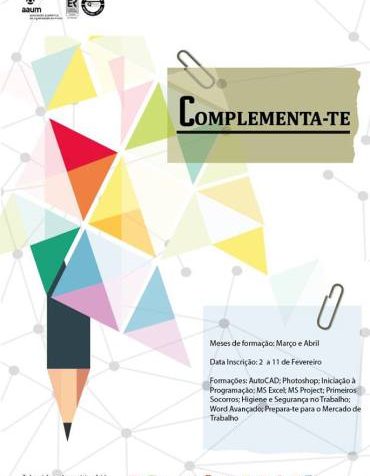 aaum
COMPLEMENTA-TE
Meses de formação: Março e Abril
Data Inscrição: 2 a 11 de Fevereiro
Formações: AutoCAD; Photoshop; Iniciação à
Programação; MS Excel; MS Project; Primeiros
Socorros; Higiene e Segurança no Trabalho;
Word Avançado; Prepara-te para o Mercado de
Trabalho